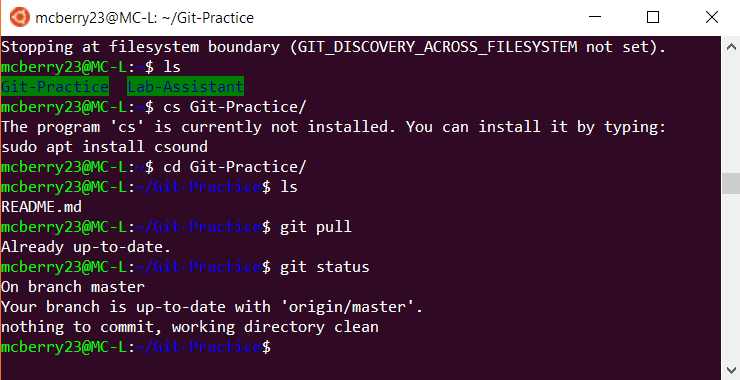 mcberry23@MC-L: ~/Git-Practice
Stopping at filesystem boundary (GIT_DISCOVERY_ACROSS_FILESYSTEM not set).
mcberry23@MC-L:~$ ls
Git-Practice  Lab-Assistant
mcberry23@MC-L:~$ cs Git-Practice/
The program 'cs' is currently not installed. You can install it by typing:
sudo apt install csound
mcberry23@MC-L:~$ cd Git-Practice/
mcberry23@MC-L:~/Git-Practice$ ls
README.md
mcberry23@MC-L:~/Git-Practice$ git pull
Already up-to-date.
mcberry23@MC-L:~/Git-Practice$ git status
On branch master
Your branch is up-to-date with 'origin/master'.
nothing to commit, working directory clean
mcberry23@MC-L:~/Git-Practice$